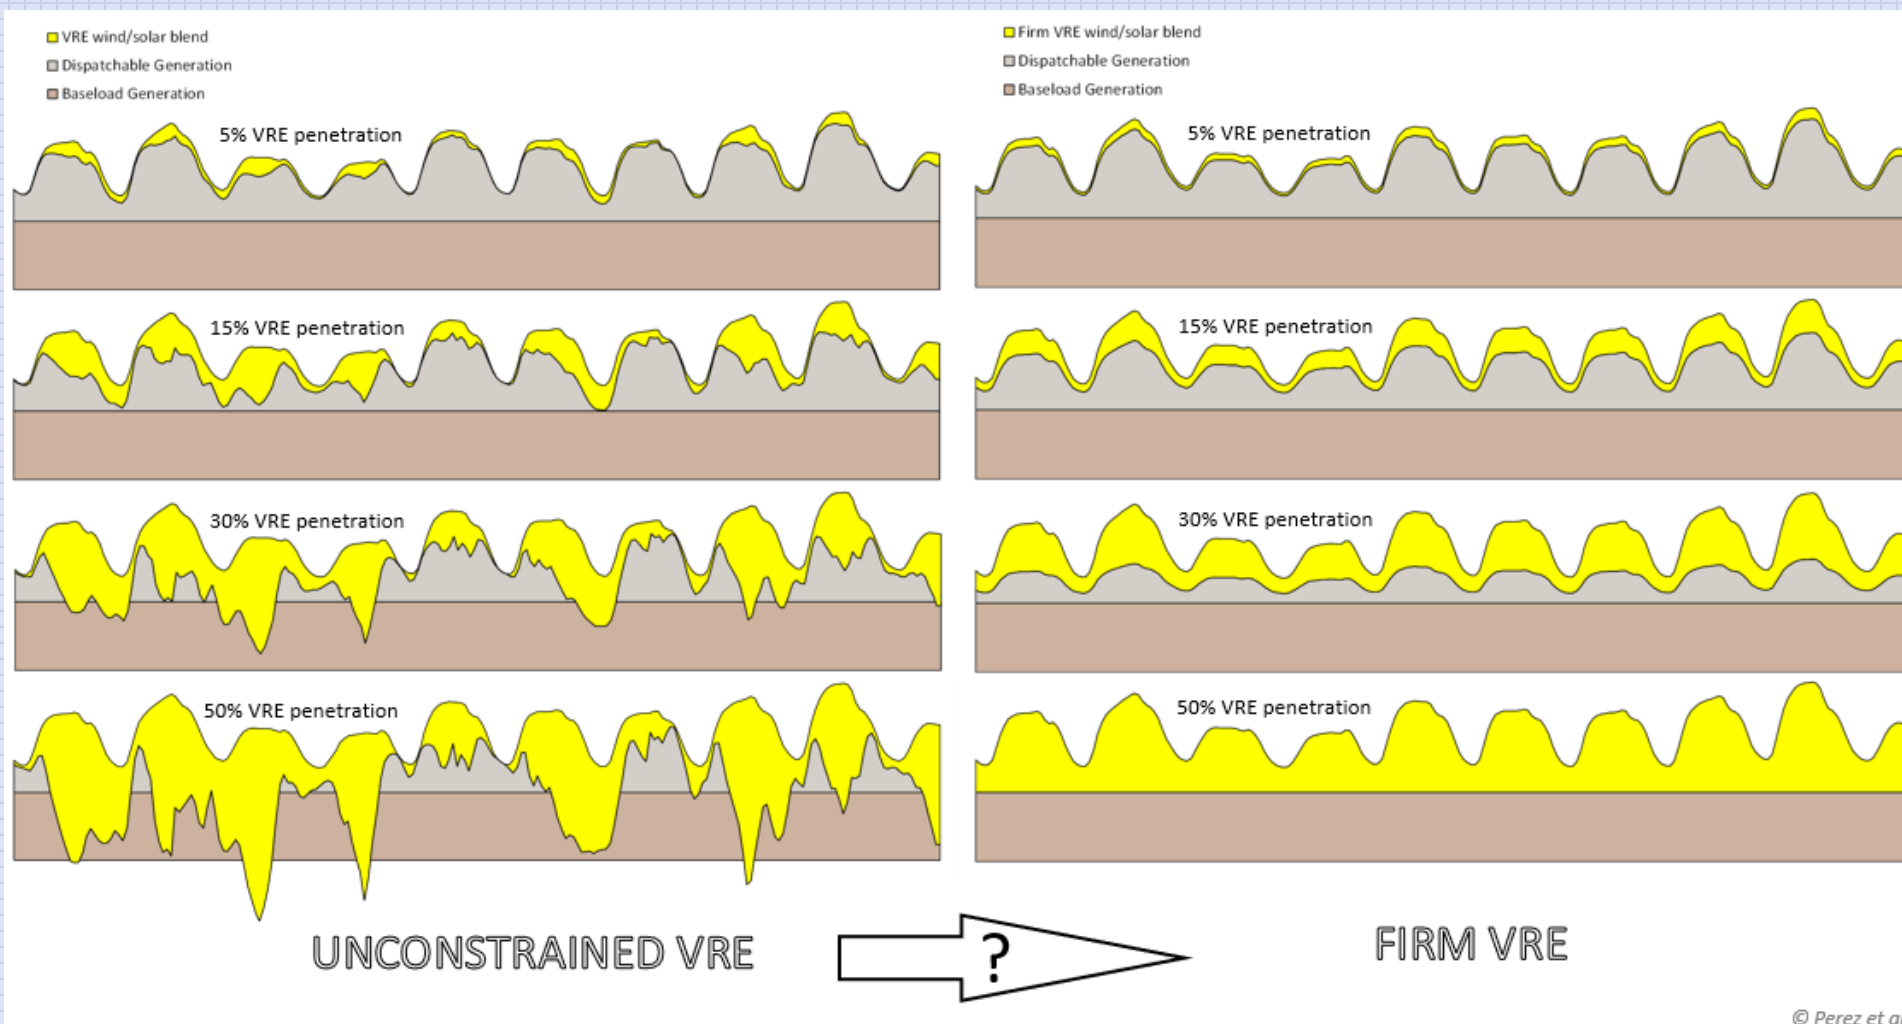 VRE wind/solar blend
Dispatchable Generation
Baseload Generation
5% VRE penetration
15% VRE penetration
30% VRE penetration
50% VRE penetration
UNCONSTRAINED VRE
?
Firm VRE wind/solar blend
Dispatchable Generation
Baseload Generation
5% VRE penetration
15% VRE penetration
30% VRE penetration
50% VRE penetration
FIRM VRE
© Perez et